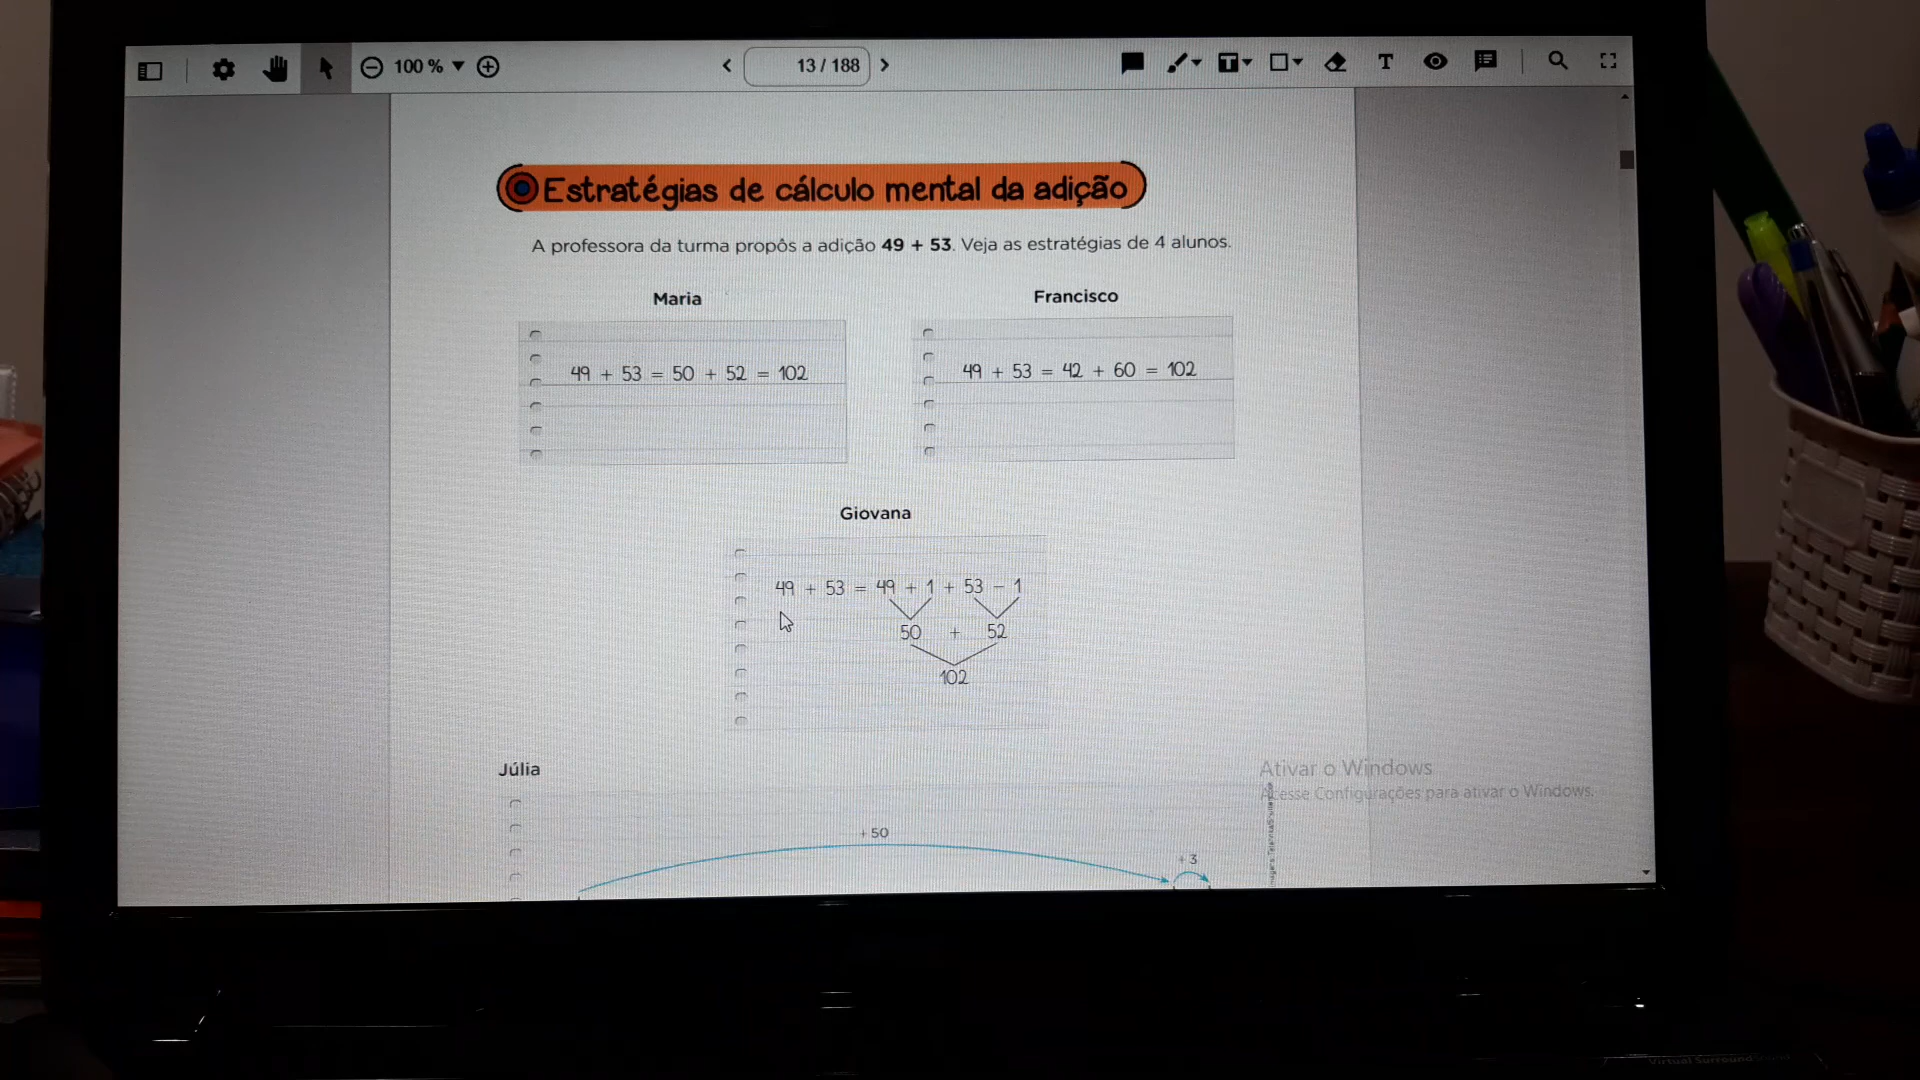 100 %
13 / 188
Estratégias de cálculo mental da adição
A professora da turma propôs a adição 49 + 53. Veja as estratégias de 4 alunos.
Maria
49 + 53 = 50 + 52 = 102
Francisco
49 + 53 = 42 + 60 = 102
Giovana
49 + 53 = 49 + 1 + 53 - 1
50 + 52
102
Júlia
+ 50
+ 3
Ativar o Windows
Acesse Configurações para ativar o Windows.